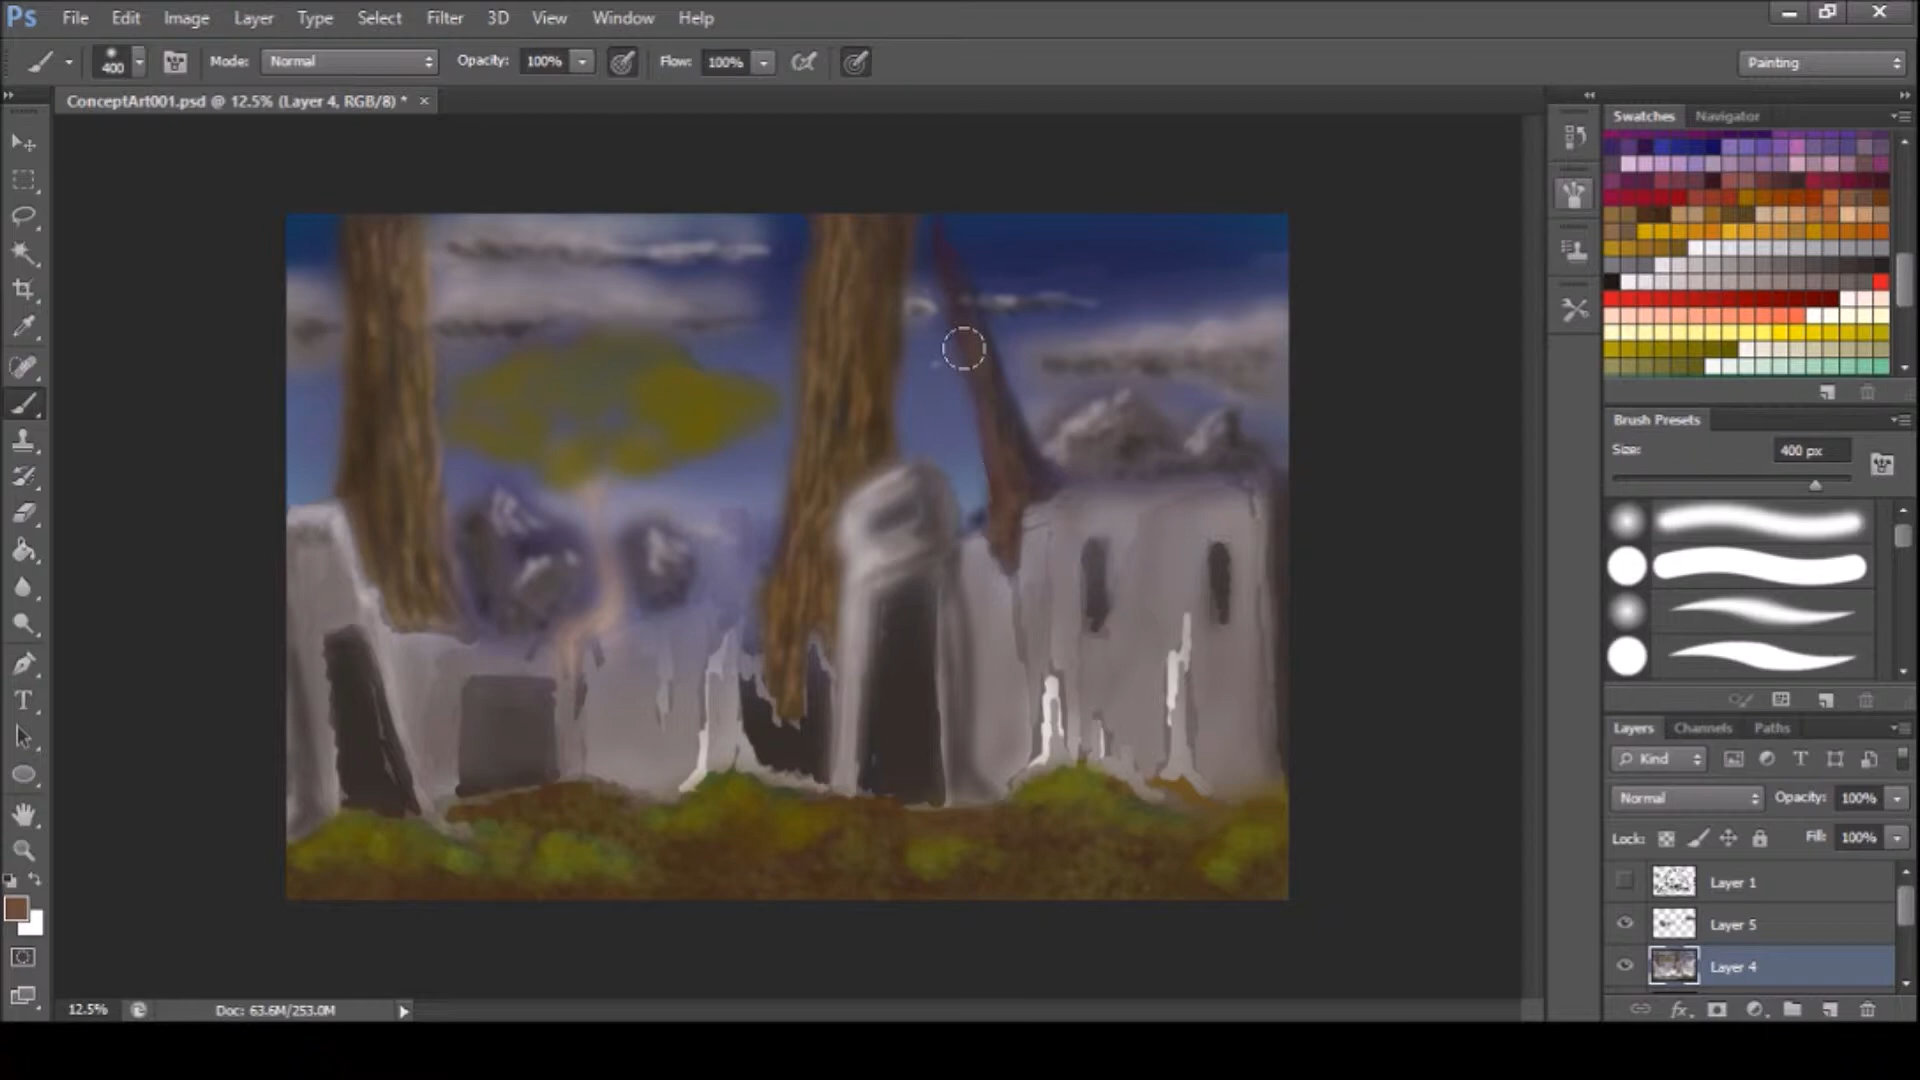 Ps File Edit Image Layer Type Select Filter 3D View Window Help
400 Mode: Normal Opacity: 100% Flow: 100% Painting
ConceptArt001.psd @ 12.5% (Layer 4, RGB/8) * ×
Swatches Navigator
Brush Presets
Size: 400 px
Layers Channels Paths
Kind
Normal Opacity: 100%
Lock: Fill: 100%
Layer 1
Layer 5
Layer 4
12.5% Doc: 63.6M/253.0M